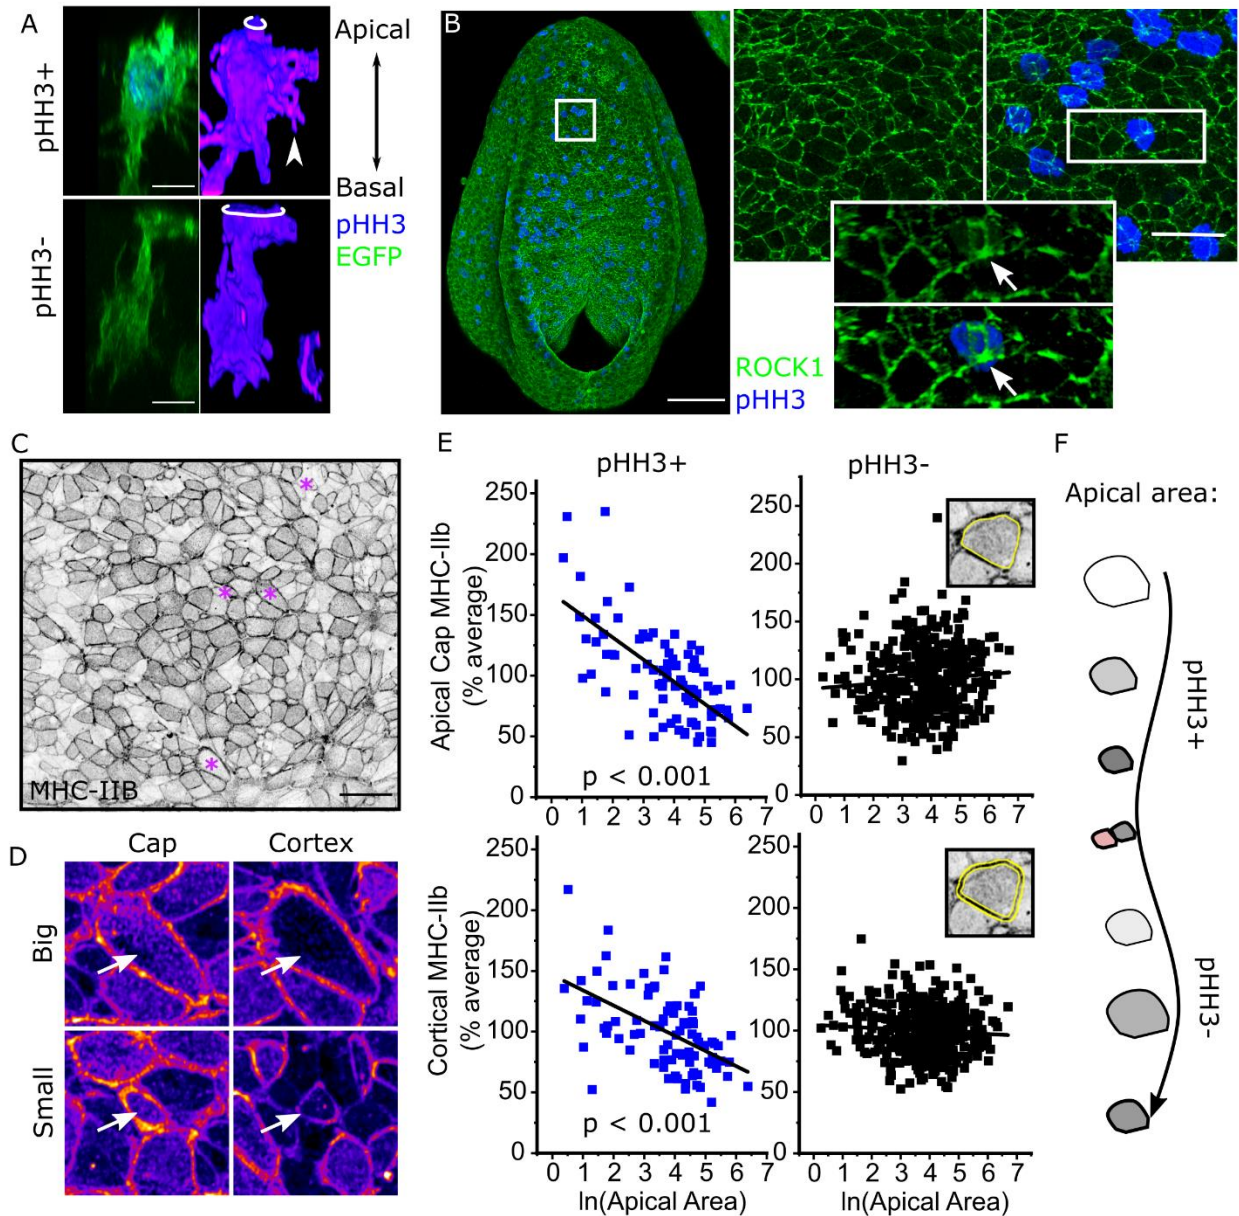 A
pHH3+
pHH3-
Apical
Basal
pHH3
EGFP
B
ROCK1
pHH3
C
MHC-IIB
D
Cap
Cortex
Big
Small
E
pHH3+
pHH3-
Apical Cap MHC-IIb
(% average)
250
200
150
100
50
0
p < 0.001
0 1 2 3 4 5 6 7
250
200
150
100
50
0
0 1 2 3 4 5 6 7
Cortical MHC-IIb
(% average)
250
200
150
100
50
0
p < 0.001
0 1 2 3 4 5 6 7
ln(Apical Area)
250
200
150
100
50
0
0 1 2 3 4 5 6 7
ln(Apical Area)
F
Apical area:
pHH3+
pHH3-